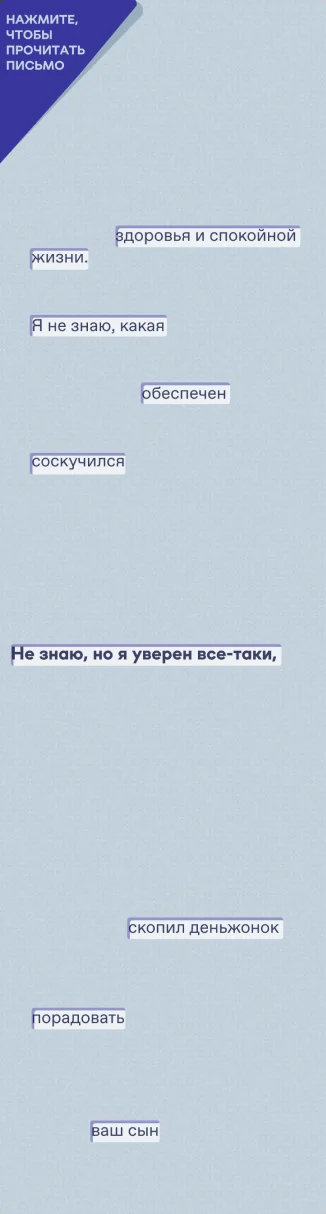 НАЖМИТЕ,
ЧТОБЫ
ПРОЧИТАТЬ
ПИСЬМО
здоровья и спокойной
жизни.
Я не знаю, какая
обеспечен
соскучился
Не знаю, но я уверен все-таки,
скопил деньжонок
порадовать
ваш сын